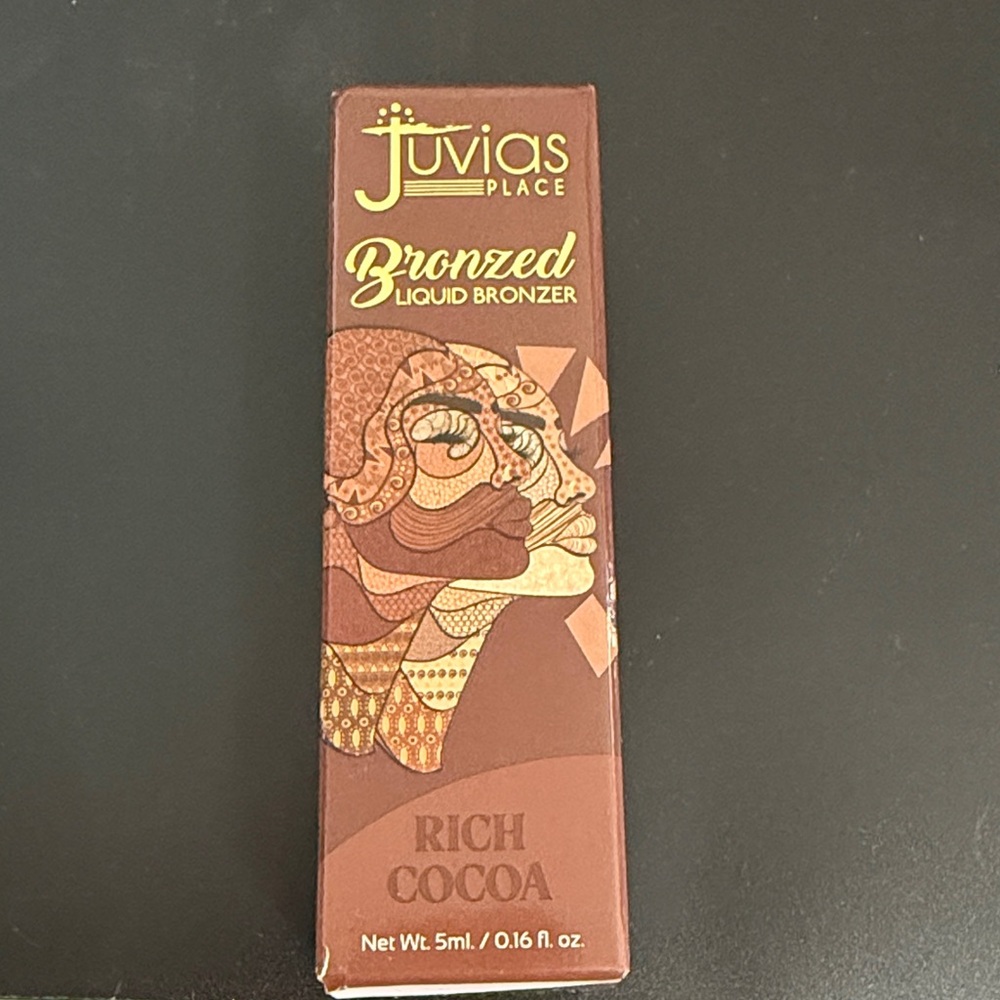 Juvias
PLACE
Bronzed
LIQUID BRONZER
RICH
COCOA
Net Wt. 5ml. / 0.16 fl. oz.